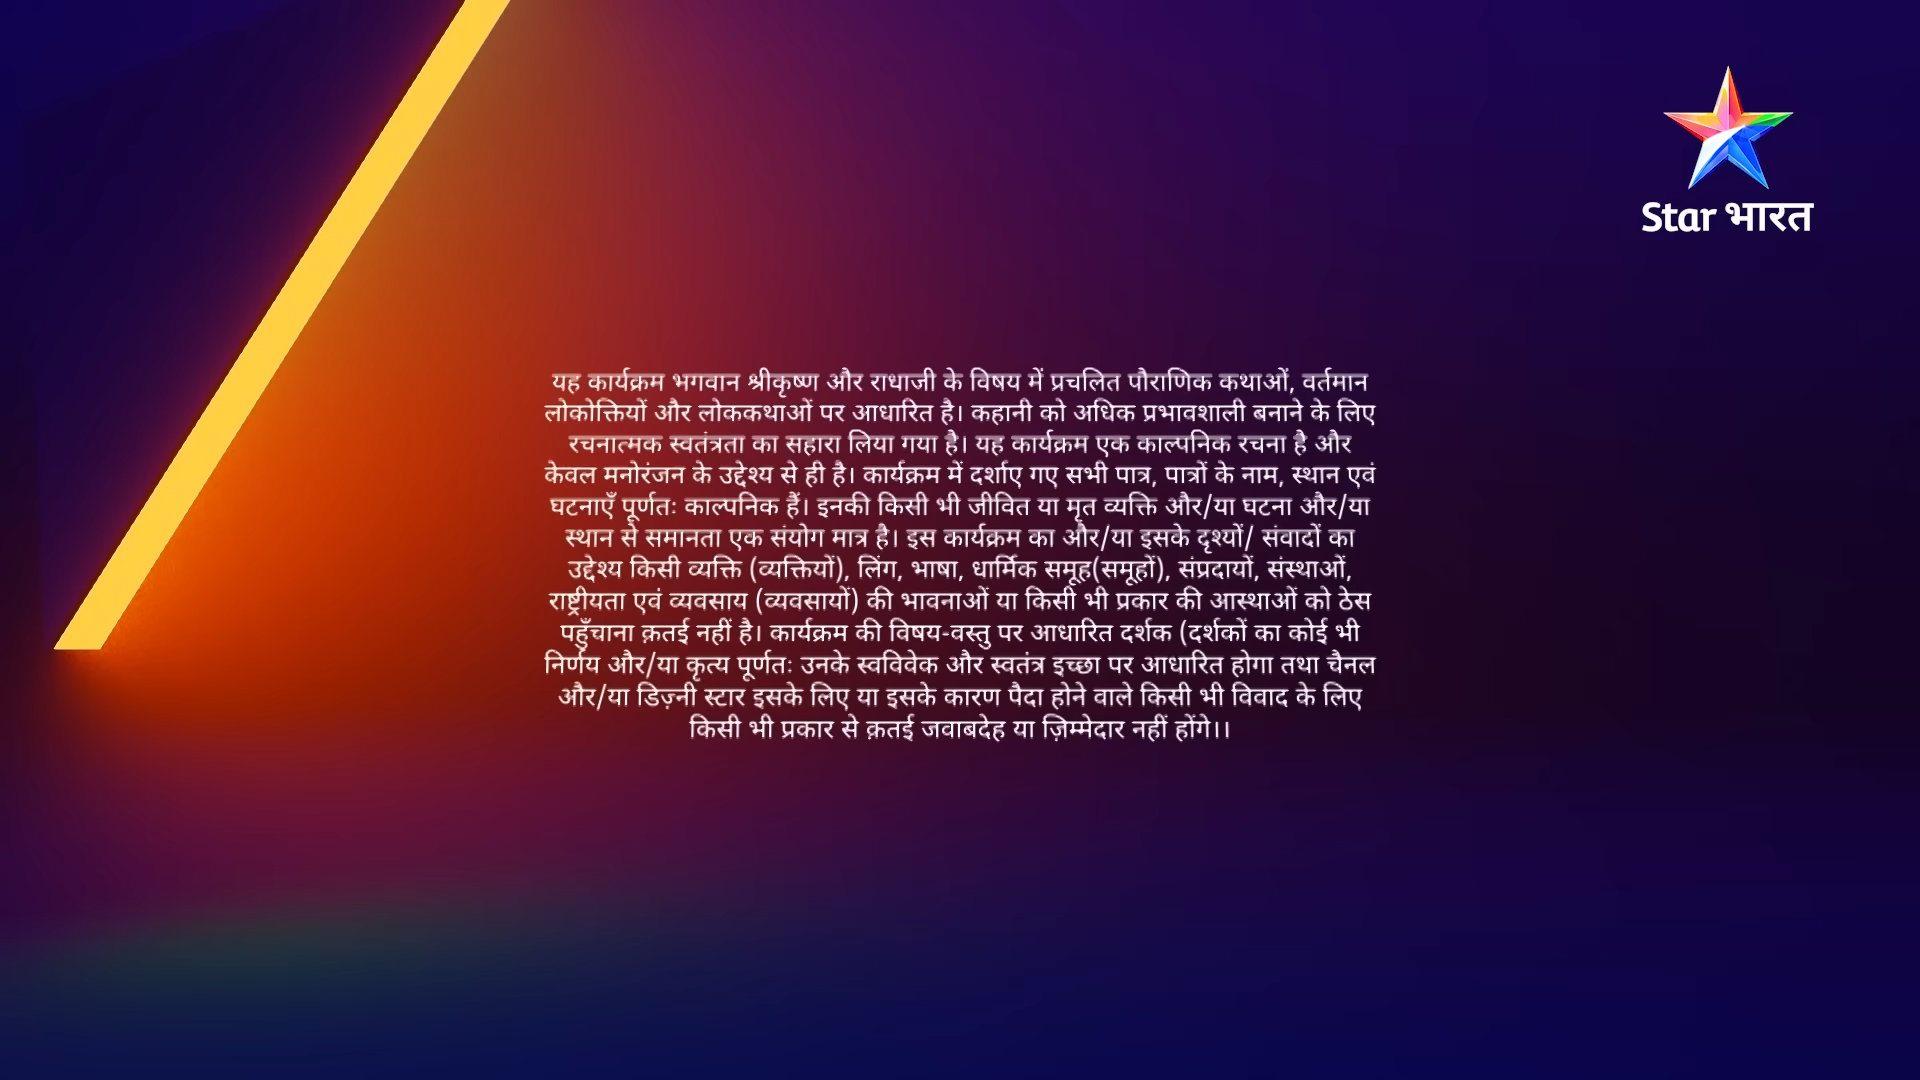 Star भारत
यह कार्यक्रम भगवान श्रीकृष्ण और राधाजी के विषय में प्रचलित पौराणिक कथाओं, वर्तमान
लोकोक्तियों और लोककथाओं पर आधारित है। कहानी को अधिक प्रभावशाली बनाने के लिए
रचनात्मक स्वतंत्रता का सहारा लिया गया है। यह कार्यक्रम एक काल्पनिक रचना है और
केवल मनोरंजन के उद्देश्य से ही है। कार्यक्रम में दर्शाए गए सभी पात्र, पात्रों के नाम, स्थान एवं
घटनाएँ पूर्णतः काल्पनिक हैं। इनकी किसी भी जीवित या मृत व्यक्ति और/या घटना और/या
स्थान से समानता एक संयोग मात्र है। इस कार्यक्रम का और/या इसके दृश्यों/ संवादों का
उद्देश्य किसी व्यक्ति (व्यक्तियों), लिंग, भाषा, धार्मिक समूह(समूहों), संप्रदायों, संस्थाओं,
राष्ट्रीयता एवं व्यवसाय (व्यवसायों) की भावनाओं या किसी भी प्रकार की आस्थाओं को ठेस
पहुँचाना क़तई नहीं है। कार्यक्रम की विषय-वस्तु पर आधारित दर्शक (दर्शकों का कोई भी
निर्णय और/या कृत्य पूर्णतः उनके स्वविवेक और स्वतंत्र इच्छा पर आधारित होगा तथा चैनल
और/या डिज़्नी स्टार इसके लिए या इसके कारण पैदा होने वाले किसी भी विवाद के लिए
किसी भी प्रकार से क़तई जवाबदेह या ज़िम्मेदार नहीं होंगे।।